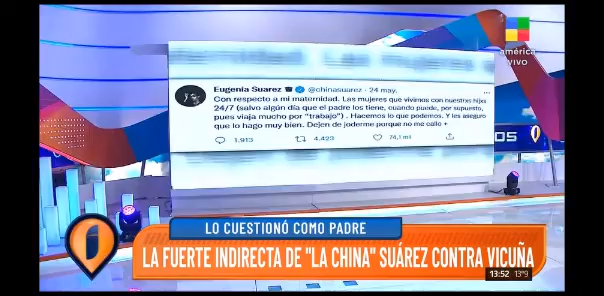 américa
VIVO
Eugenia Suarez @chinasuarez · 24 may.
Con respecto a mi maternidad. Las mujeres que vivimos con nuestros hijos
24/7 (salvo algún día que el padre los tiene, cuando puede, por supuesto,
pues viaja mucho por "trabajo") . Hacemos lo que podemos. Y les aseguro
que lo hago muy bien. Dejen de joderme porque no me callo +
1.913 4.423 74,1 mil
OS
LO CUESTIONÓ COMO PADRE
LA FUERTE INDIRECTA DE "LA CHINA" SUÁREZ CONTRA VICUÑA
13:52 13°9